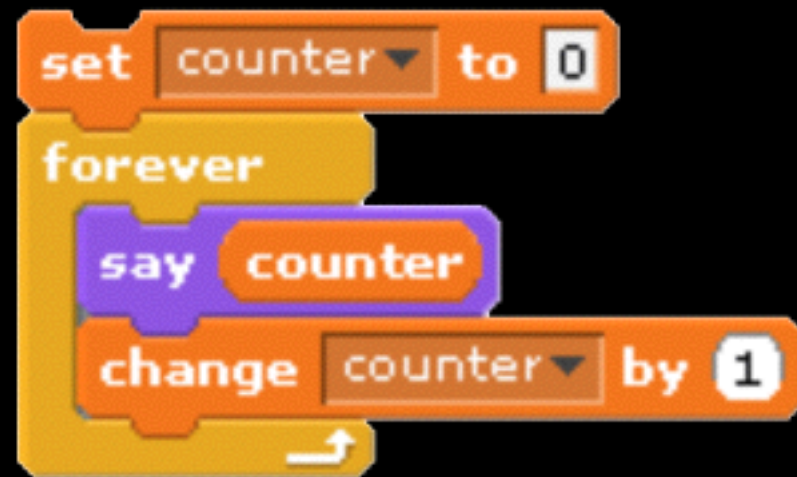 set counter to 0
forever
say counter
change counter by 1